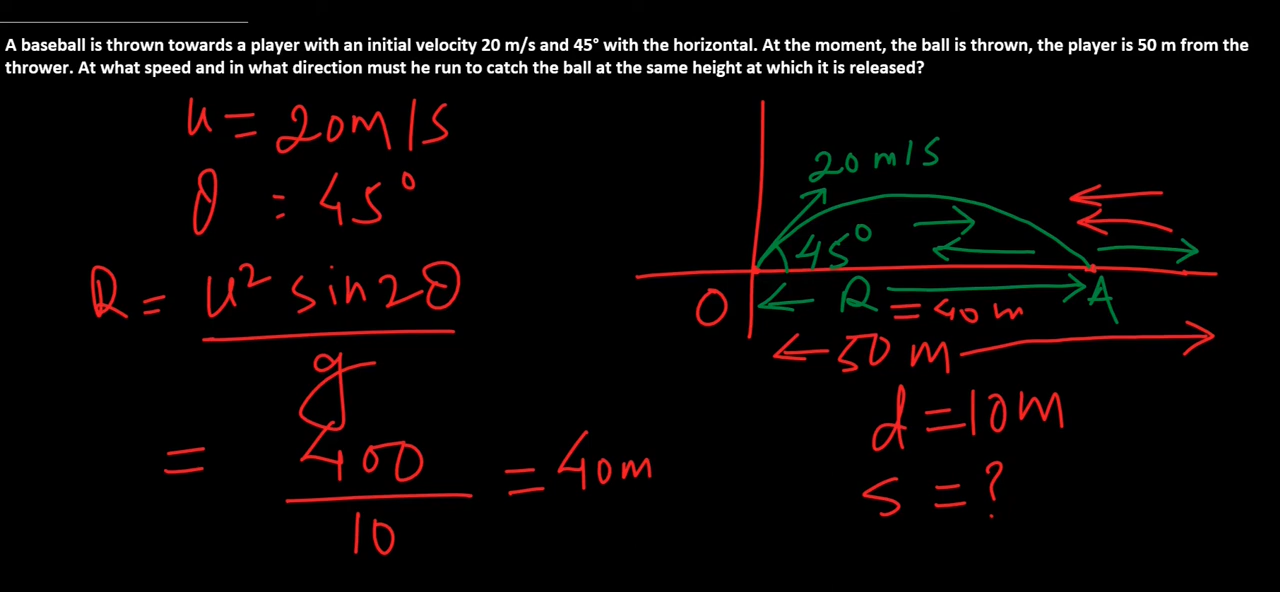 A baseball is thrown towards a player with an initial velocity 20 m/s and 45° with the horizontal. At the moment, the ball is thrown, the player is 50 m from the
thrower. At what speed and in what direction must he run to catch the ball at the same height at which it is released?
u = 20m/s
θ = 45°
R = u² sin2θ
g
= 400
10
= 40m
20 m/s
45°
O
R = 40 m
A
50 m
d = 10m
s = ?